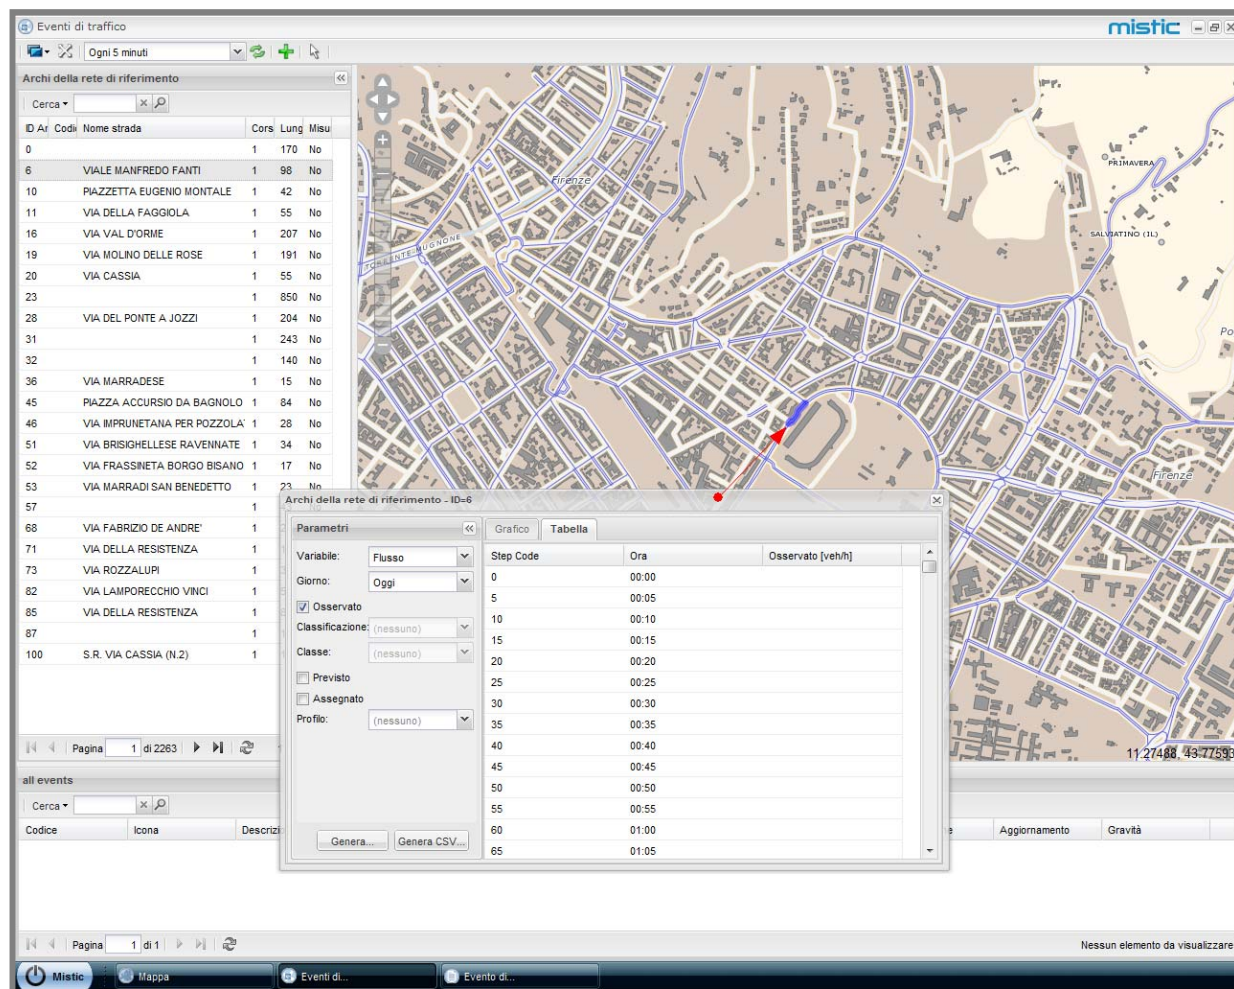 Eventi di traffico
mistic
Ogni 5 minuti
Archi della rete di riferimento
Cerca
ID Ar Codi Nome strada Cors Lung Misu
0 1 170 No
6 VIALE MANFREDO FANTI 1 98 No
10 PIAZZETTA EUGENIO MONTALE 1 42 No
11 VIA DELLA FAGGIOLA 1 55 No
16 VIA VAL D'ORME 1 207 No
19 VIA MOLINO DELLE ROSE 1 191 No
20 VIA CASSIA 1 55 No
23 1 850 No
28 VIA DEL PONTE A JOZZI 1 204 No
31 1 243 No
32 1 140 No
36 VIA MARRADESE 1 15 No
45 PIAZZA ACCURSIO DA BAGNOLO 1 84 No
46 VIA IMPRUNETANA PER POZZOLA 1 28 No
51 VIA BRISIGHELLESE RAVENNATE 1 34 No
52 VIA FRASSINETA BORGO BISANO 1 17 No
53 VIA MARRADI SAN BENEDETTO 1 23 No
57 1
68 VIA FABRIZIO DE ANDRE' 1
71 VIA DELLA RESISTENZA 1
73 VIA ROZZALUPI 1
82 VIA LAMPORECCHIO VINCI 1
85 VIA DELLA RESISTENZA 1
87 1
100 S.R. VIA CASSIA (N.2) 1
Pagina 1 di 2263
Firenze
TORRENTE MUGNONE
PRIMAVERA
SALVIATINO (IL)
Po
Firenze
11.27488, 43.77593
Archi della rete di riferimento - ID=6
Parametri
Variabile: Flusso
Giorno: Oggi
Osservato
Classificazione: (nessuno)
Classe: (nessuno)
Previsto
Assegnato
Profilo: (nessuno)
Genera... Genera CSV...
Grafico Tabella
Step Code Ora Osservato [veh/h]
0 00:00
5 00:05
10 00:10
15 00:15
20 00:20
25 00:25
30 00:30
35 00:35
40 00:40
45 00:45
50 00:50
55 00:55
60 01:00
65 01:05
all events
Cerca
Codice Icona Descrizi e Aggiornamento Gravità
Pagina 1 di 1
Nessun elemento da visualizzare
Mistic Mappa Eventi di... Evento di...